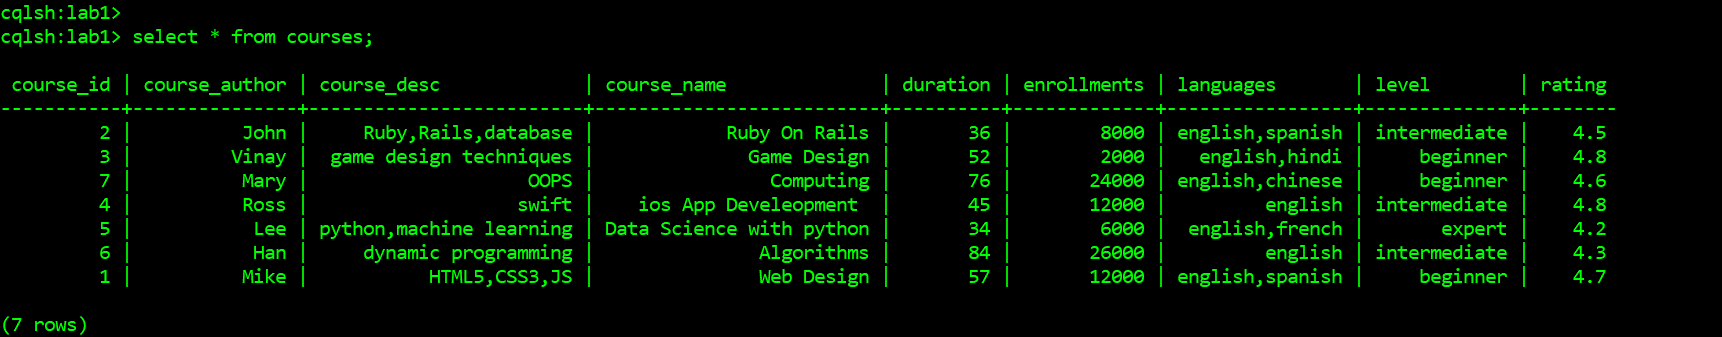 cqlsh:lab1>
cqlsh:lab1> select * from courses;
 course_id | course_author | course_desc             | course_name              | duration | enrollments | languages       | level        | rating
-----------+---------------+-------------------------+--------------------------+----------+-------------+-----------------+--------------+--------
         2 |          John |     Ruby,Rails,database |            Ruby On Rails |       36 |        8000 | english,spanish | intermediate |    4.5
         3 |         Vinay |  game design techniques |              Game Design |       52 |        2000 |   english,hindi |     beginner |    4.8
         7 |          Mary |                    OOPS |                Computing |       76 |       24000 | english,chinese |     beginner |    4.6
         4 |          Ross |                   swift |    ios App Develeopment  |       45 |       12000 |         english | intermediate |    4.8
         5 |           Lee | python,machine learning | Data Science with python |       34 |        6000 |  english,french |       expert |    4.2
         6 |           Han |     dynamic programming |               Algorithms |       84 |       26000 |         english | intermediate |    4.3
         1 |          Mike |           HTML5,CSS3,JS |               Web Design |       57 |       12000 | english,spanish |     beginner |    4.7
(7 rows)